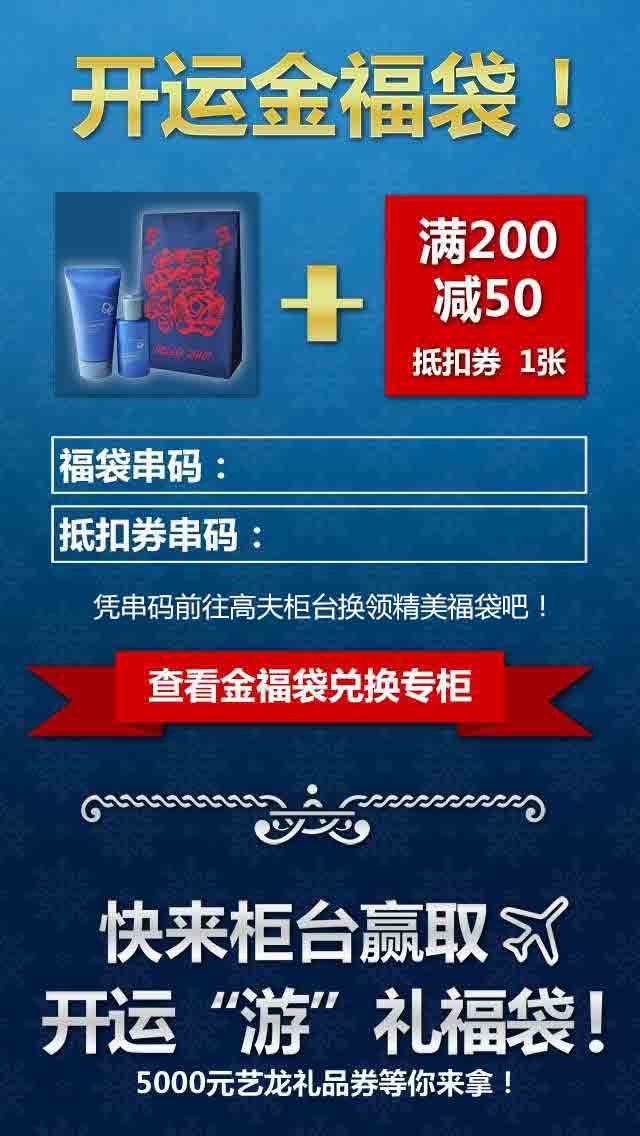 开运金福袋！
满200
减50
抵扣券 1张
福袋串码：
抵扣券串码：
凭串码前往高夫柜台换领精美福袋吧！
查看金福袋兑换专柜
快来柜台赢取
开运“游”礼福袋！
5000元艺龙礼品券等你来拿！